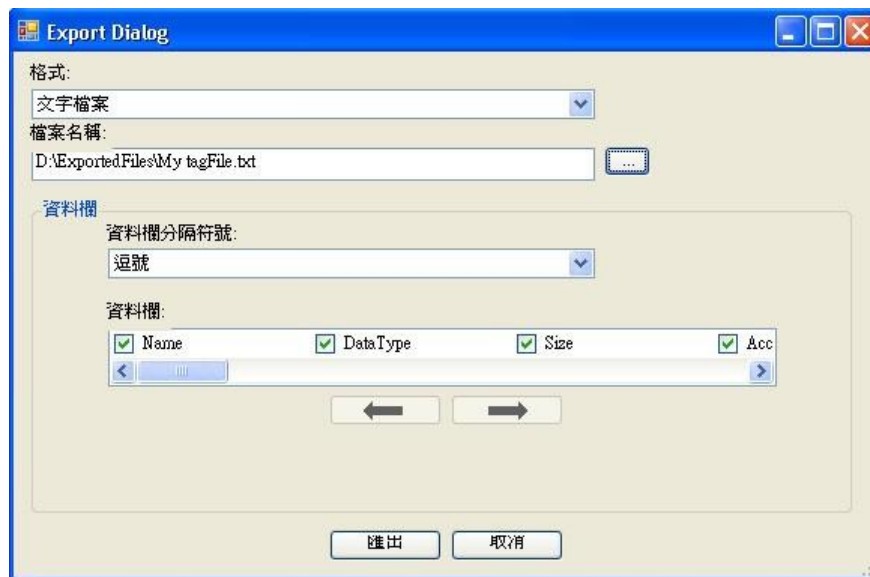 Export Dialog
格式:
文字檔案
檔案名稱:
D:\ExportedFiles\My tagFile.txt
...
資料欄
資料欄分隔符號:
逗號
資料欄:
Name DataType Size Acc
匯出 取消